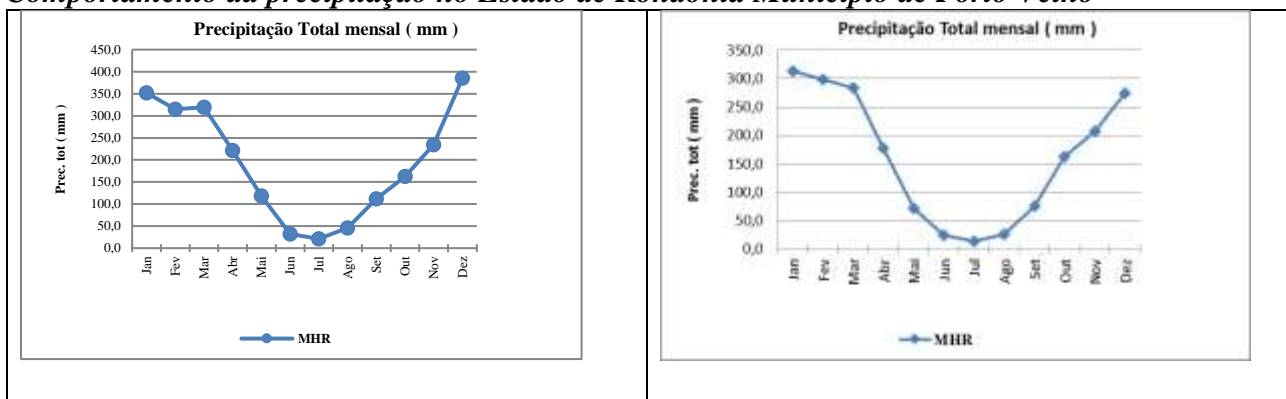 Comportamento da precipitação no Estado de Rondônia Município de Porto Velho
Precipitação Total mensal ( mm )
Prec. tot ( mm )
450,0
400,0
350,0
300,0
250,0
200,0
150,0
100,0
50,0
0,0
Jan Fev Mar Abr Mai Jun Jul Ago Set Out Nov Dez
MHR
Precipitação Total mensal ( mm )
Prec. tot ( mm )
350,0
300,0
250,0
200,0
150,0
100,0
50,0
0,0
Jan Fev Mar Abr Mai Jun Jul Ago Set Out Nov Dez
MHR